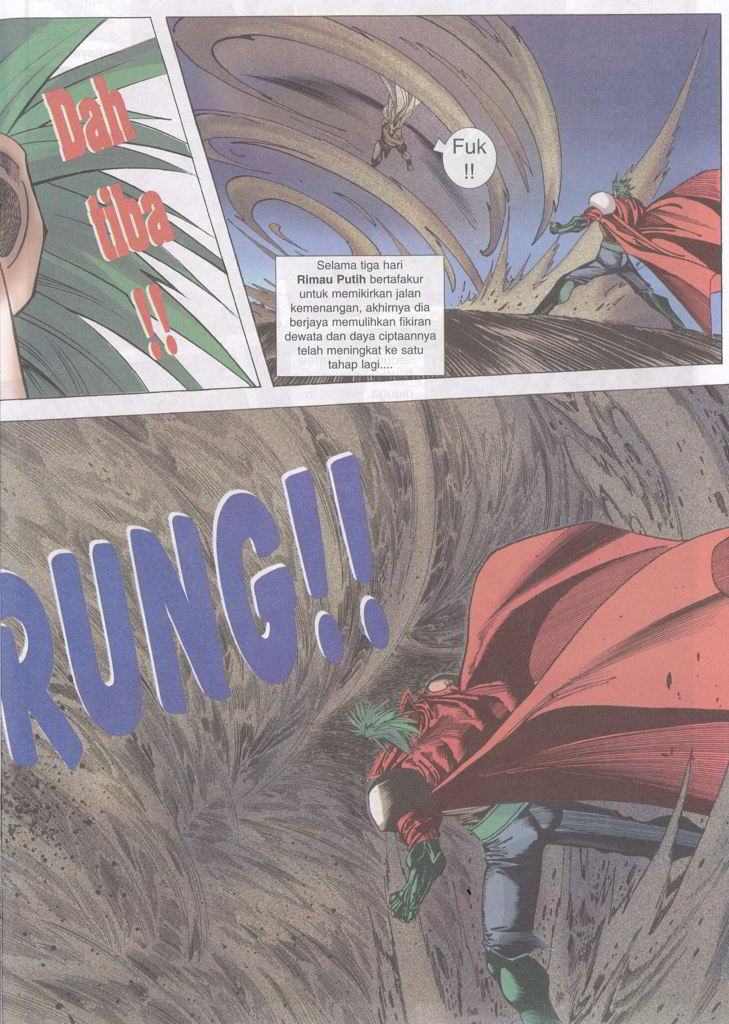 Dah
tiba
!!
Fuk
!!
Selama tiga hari
Rimau Putih bertafakur
untuk memikirkan jalan
kemenangan, akhirnya dia
berjaya memulihkan fikiran
dewata dan daya ciptaannya
telah meningkat ke satu
tahap lagi....
RUNG!!